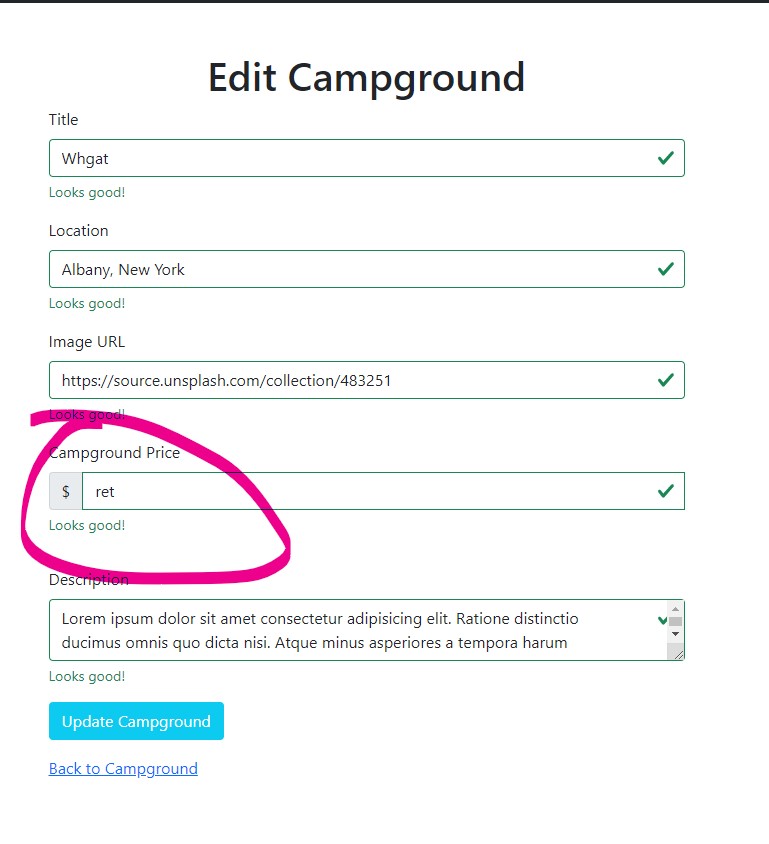 Edit Campground
Title
Whgat
Looks good!
Location
Albany, New York
Looks good!
Image URL
https://source.unsplash.com/collection/483251
Looks good!
Campground Price
$ ret
Looks good!
Description
Lorem ipsum dolor sit amet consectetur adipisicing elit. Ratione distinctio
ducimus omnis quo dicta nisi. Atque minus asperiores a tempora harum
Looks good!
Update Campground
Back to Campground